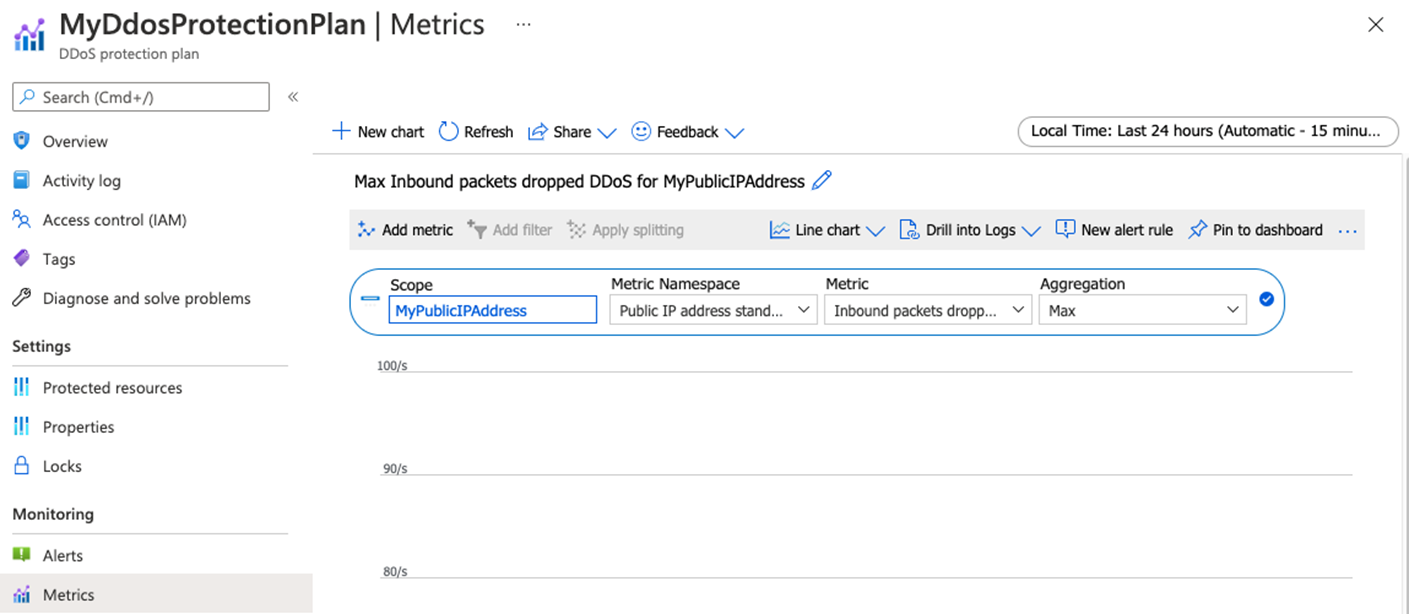 MyDdosProtectionPlan | Metrics ...
DDoS protection plan
Search (Cmd+/)
Overview
Activity log
Access control (IAM)
Tags
Diagnose and solve problems
Settings
Protected resources
Properties
Locks
Monitoring
Alerts
Metrics
New chart Refresh Share Feedback
Local Time: Last 24 hours (Automatic - 15 minu...
Max Inbound packets dropped DDoS for MyPublicIPAddress
Add metric Add filter Apply splitting Line chart Drill into Logs New alert rule Pin to dashboard ...
Scope Metric Namespace Metric Aggregation
MyPublicIPAddress Public IP address stand... Inbound packets dropp... Max
100/s
90/s
80/s